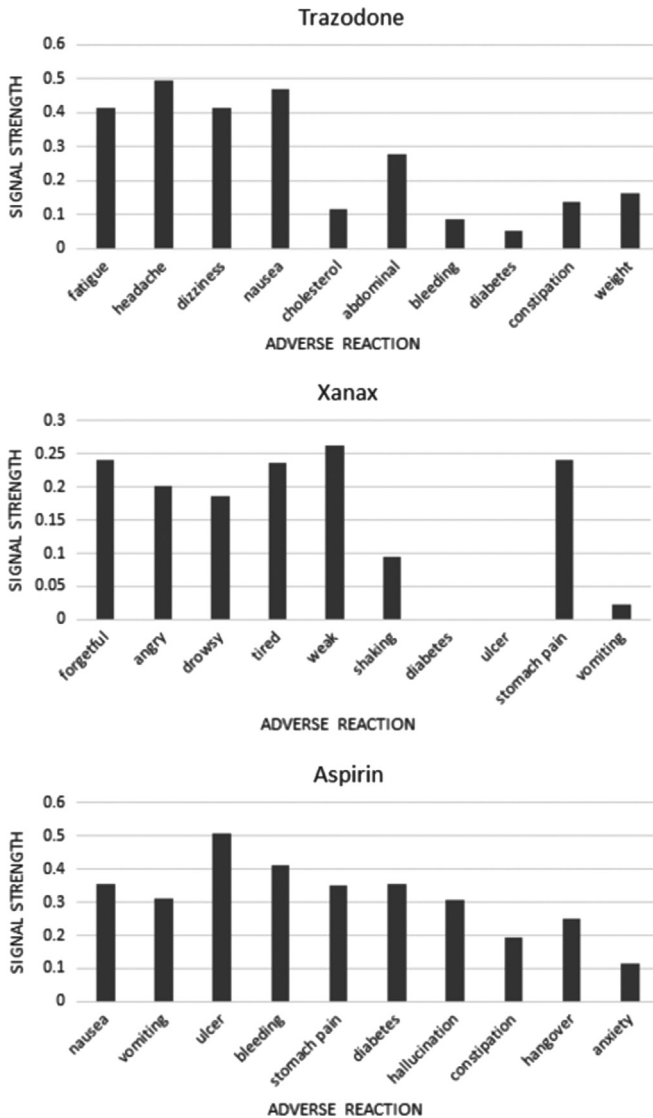 Trazodone
0.6
0.5
0.4
0.3
0.2
0.1
0
SIGNAL STRENGTH
fatigue
headache
dizziness
nausea
cholesterol
abdominal
bleeding
diabetes
constipation
weight
ADVERSE REACTION
Xanax
0.3
0.25
0.2
0.15
0.1
0.05
0
SIGNAL STRENGTH
forgetful
angry
drowsy
tired
weak
shaking
diabetes
ulcer
stomach pain
vomiting
ADVERSE REACTION
Aspirin
0.6
0.5
0.4
0.3
0.2
0.1
0
SIGNAL STRENGTH
nausea
vomiting
ulcer
bleeding
stomach pain
diabetes
hallucination
constipation
hangover
anxiety
ADVERSE REACTION